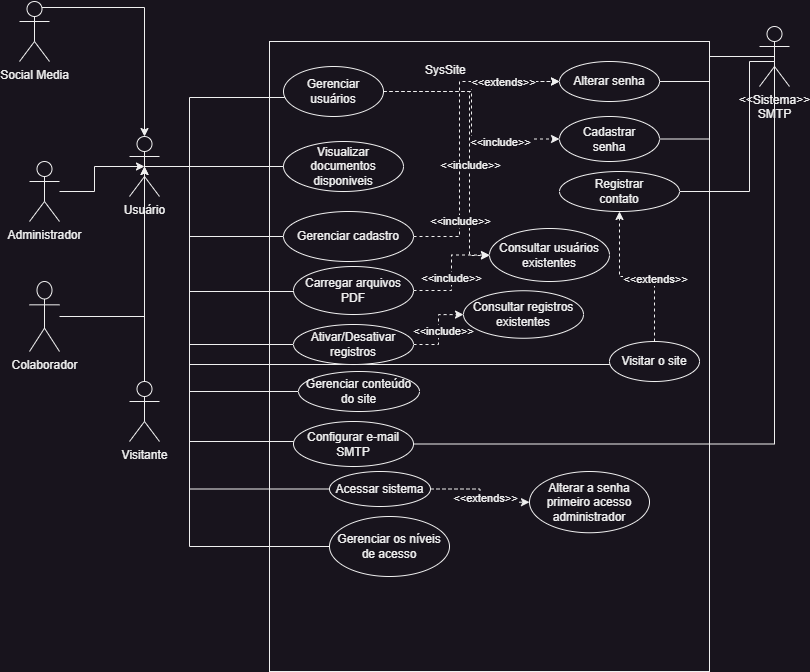 Social Media
Administrador
Colaborador
Usuário
Visitante
SysSite
Gerenciar
usuários
Visualizar
documentos
disponiveis
Gerenciar cadastro
Carregar arquivos
PDF
Ativar/Desativar
registros
Gerenciar conteúdo
do site
Configurar e-mail
SMTP
Acessar sistema
Gerenciar os níveis
de acesso
<<extends>>
<<include>>
<<include>>
<<include>>
<<include>>
<<include>>
<<extends>>
<<extends>>
Alterar senha
Cadastrar
senha
Registrar
contato
Consultar usuários
existentes
Consultar registros
existentes
Visitar o site
Alterar a senha
primeiro acesso
administrador
<<Sistema>>
SMTP